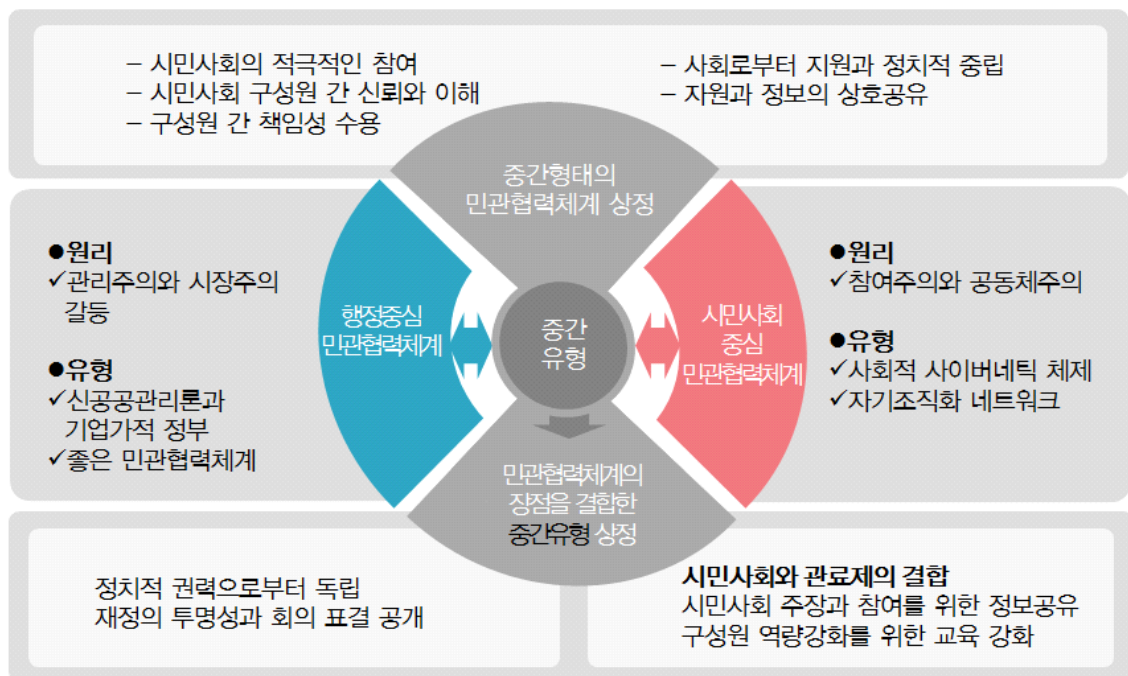 – 시민사회의 적극적인 참여
– 시민사회 구성원 간 신뢰와 이해
– 구성원 간 책임성 수용
– 사회로부터 지원과 정치적 중립
– 자원과 정보의 상호공유
중간형태의
민관협력체계 상정
●원리
✓관리주의와 시장주의
갈등
●유형
✓신공공관리론과
기업가적 정부
✓좋은 민관협력체계
행정중심
민관협력체계
중간
유형
시민사회
중심
민관협력체계
●원리
✓참여주의와 공동체주의
●유형
✓사회적 사이버네틱 체제
✓자기조직화 네트워크
민관협력체계의
장점을 결합한
중간유형 상정
정치적 권력으로부터 독립
재정의 투명성과 회의 표결 공개
시민사회와 관료제의 결합
시민사회 주장과 참여를 위한 정보공유
구성원 역량강화를 위한 교육 강화